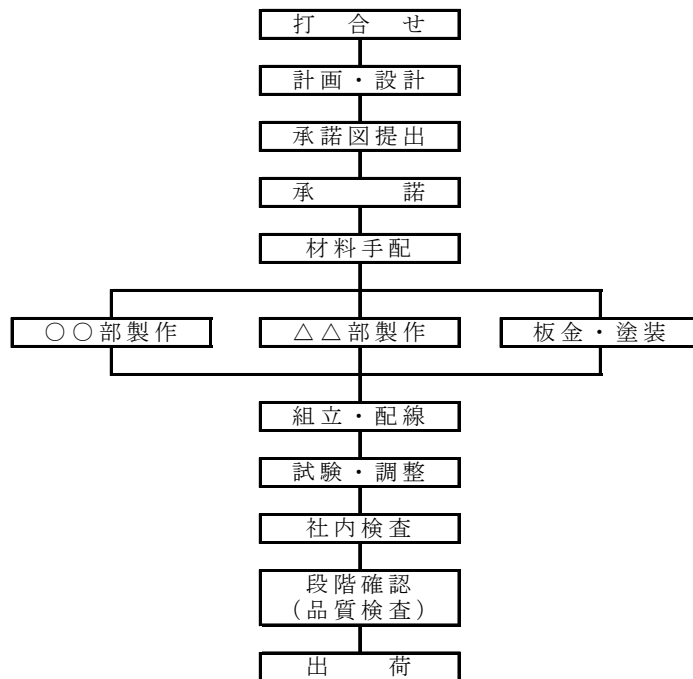 打合せ
計画・設計
承諾図提出
承諾
材料手配
○○部製作
△△部製作
板金・塗装
組立・配線
試験・調整
社内検査
段階確認
(品質検査)
出荷